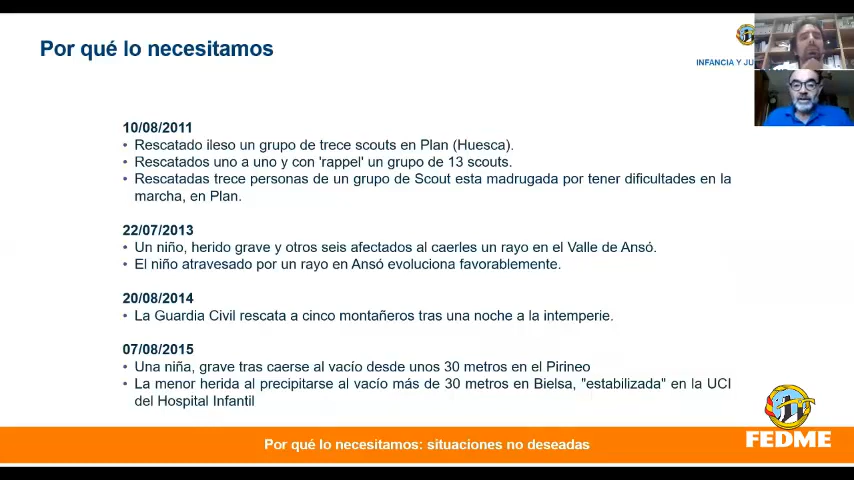 Por qué lo necesitamos
INFANCIA Y JU
10/08/2011
• Rescatado ileso un grupo de trece scouts en Plan (Huesca).
• Rescatados uno a uno y con 'rappel' un grupo de 13 scouts.
• Rescatadas trece personas de un grupo de Scout esta madrugada por tener dificultades en la
marcha, en Plan.
22/07/2013
• Un niño, herido grave y otros seis afectados al caerles un rayo en el Valle de Ansó.
• El niño atravesado por un rayo en Ansó evoluciona favorablemente.
20/08/2014
• La Guardia Civil rescata a cinco montañeros tras una noche a la intemperie.
07/08/2015
• Una niña, grave tras caerse al vacío desde unos 30 metros en el Pirineo
• La menor herida al precipitarse al vacío más de 30 metros en Bielsa, "estabilizada" en la UCI
del Hospital Infantil
Por qué lo necesitamos: situaciones no deseadas
FEDME